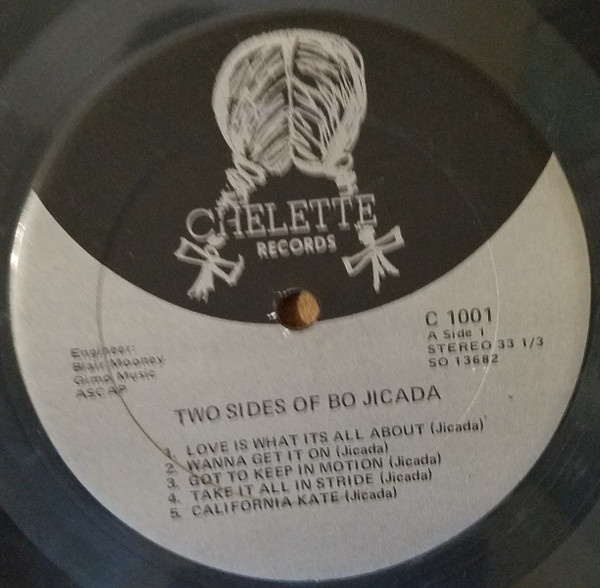 CHELETTE
RECORDS
C 1001
A Side 1
STEREO 33 1/3
SO 13682
Engineer:
Blair Mooney
Gimp Music
ASCAP
TWO SIDES OF BO JICADA
1. LOVE IS WHAT ITS ALL ABOUT (Jicada)
2. WANNA GET IT ON (Jicada)
3. GOT TO KEEP IN MOTION (Jicada)
4. TAKE IT ALL IN STRIDE (Jicada)
5. CALIFORNIA KATE (Jicada)